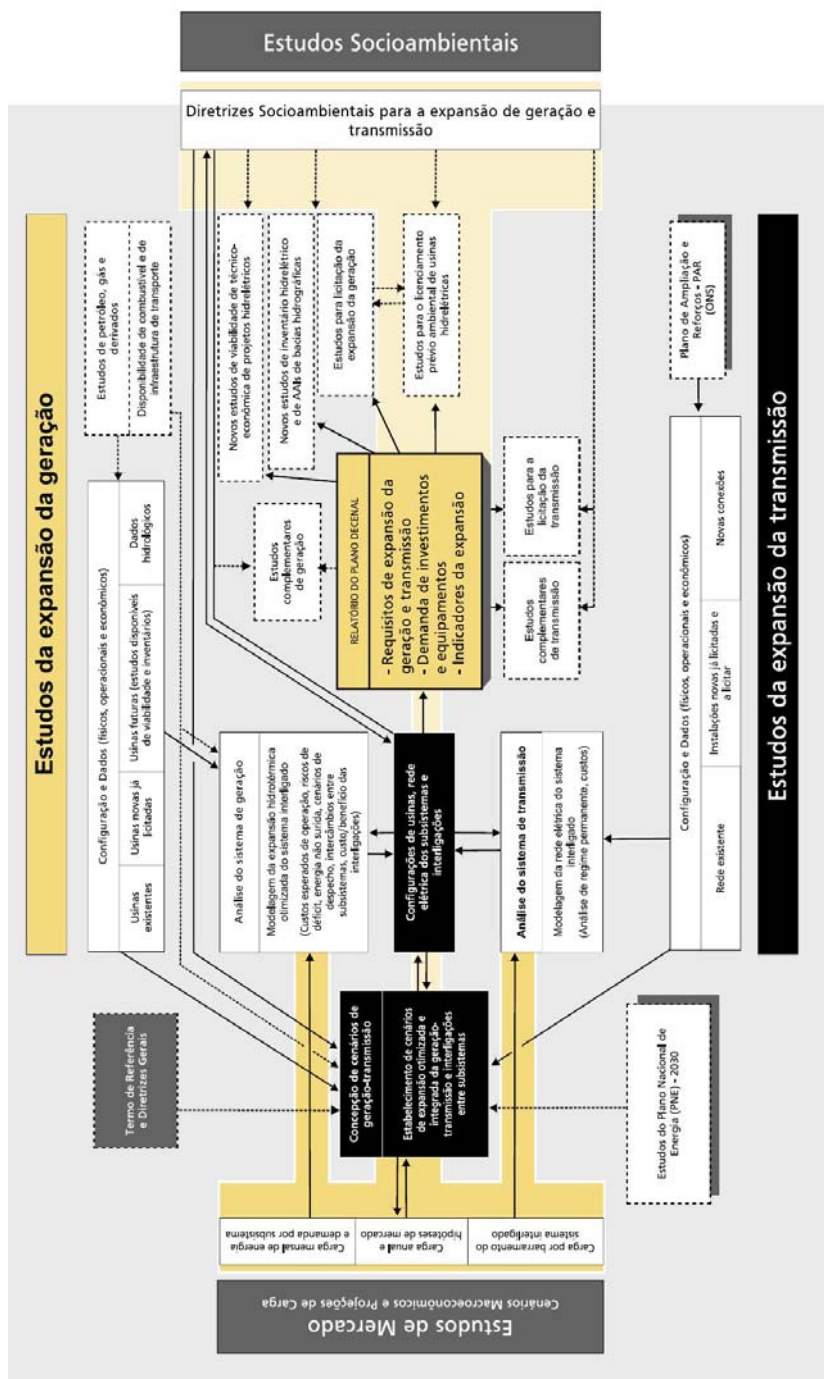 Estudos da expansão da geração
Termo de Referência
e Diretrizes Gerais
Configuração e Dados (físicos, operacionais e econômicos)
Usinas
existentes
Usinas novas já
licitadas
Usinas futuras (estudos disponíveis
de viabilidade e inventários)
Dados
hidrológicos
Estudos de petróleo, gás e
derivados
Disponibilidade de combustível e de
infraestrutura de transporte
Estudos de Mercado
Cenários Macroeconômicos e Projeções de Carga
Carga mensal de energia
e demanda por subsistema
Carga anual e
hipóteses de mercado
Carga por barramento do
sistema interligado
Concepção de cenários de
geração-transmissão
Estabelecimento de cenários
de expansão otimizada e
integrada da geração-
transmissão e interligações
entre subsistemas
Análise do sistema de geração
Modelagem da expansão hidrotérmica
otimizada do sistema interligado
(Custos esperados de operação, riscos de
déficit, energia não surida, cenários de
despecho, intercâmbios entre
subsistemas, custo/benefício das
interligações)
Configurações de usinas, rede
elétrica dos subsistemas e
interligações
Análise do sistema de transmissão
Modelagem da rede elétrica do sistema
interligado
(Análise de regime permanente, custos)
Estudos
complementares
de geração
RELATÓRIO DO PLANO DECENAL
- Requisitos de expansão da
geração e transmissão
- Demanda de investimentos
e equipamentos
- Indicadores da expansão
Estudos
complementares
de transmissão
Estudos para a
licitação da
transmissão
Novos estudos de viabilidade de técnico-
econômica de projetos hidrelétricos
Novos estudos de inventário hidrelétrico
e de AAIs de bacias hidrográficas
Estudos para licitação da
expansão da geração
Estudos para o licenciamento
prévio ambiental de usinas
hidrelétricas
Diretrizes Socioambientais para a expansão de geração e
transmissão
Estudos Socioambientais
Estudos do Plano Nacional de
Energia (PNE) - 2030
Configuração e Dados (físicos, operacionais e econômicos)
Rede existente
Instalações novas já licitadas e
a licitar
Novas conexões
Plano de Ampliação e
Reforços - PAR
(ONS)
Estudos da expansão da transmissão